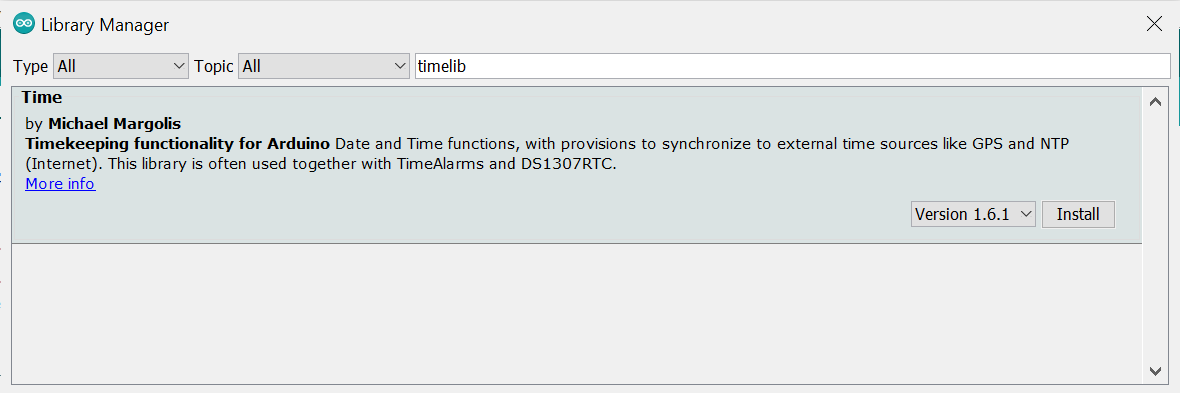 Library Manager
Type All Topic All timelib
Time
by Michael Margolis
Timekeeping functionality for Arduino Date and Time functions, with provisions to synchronize to external time sources like GPS and NTP
(Internet). This library is often used together with TimeAlarms and DS1307RTC.
More info
Version 1.6.1 Install